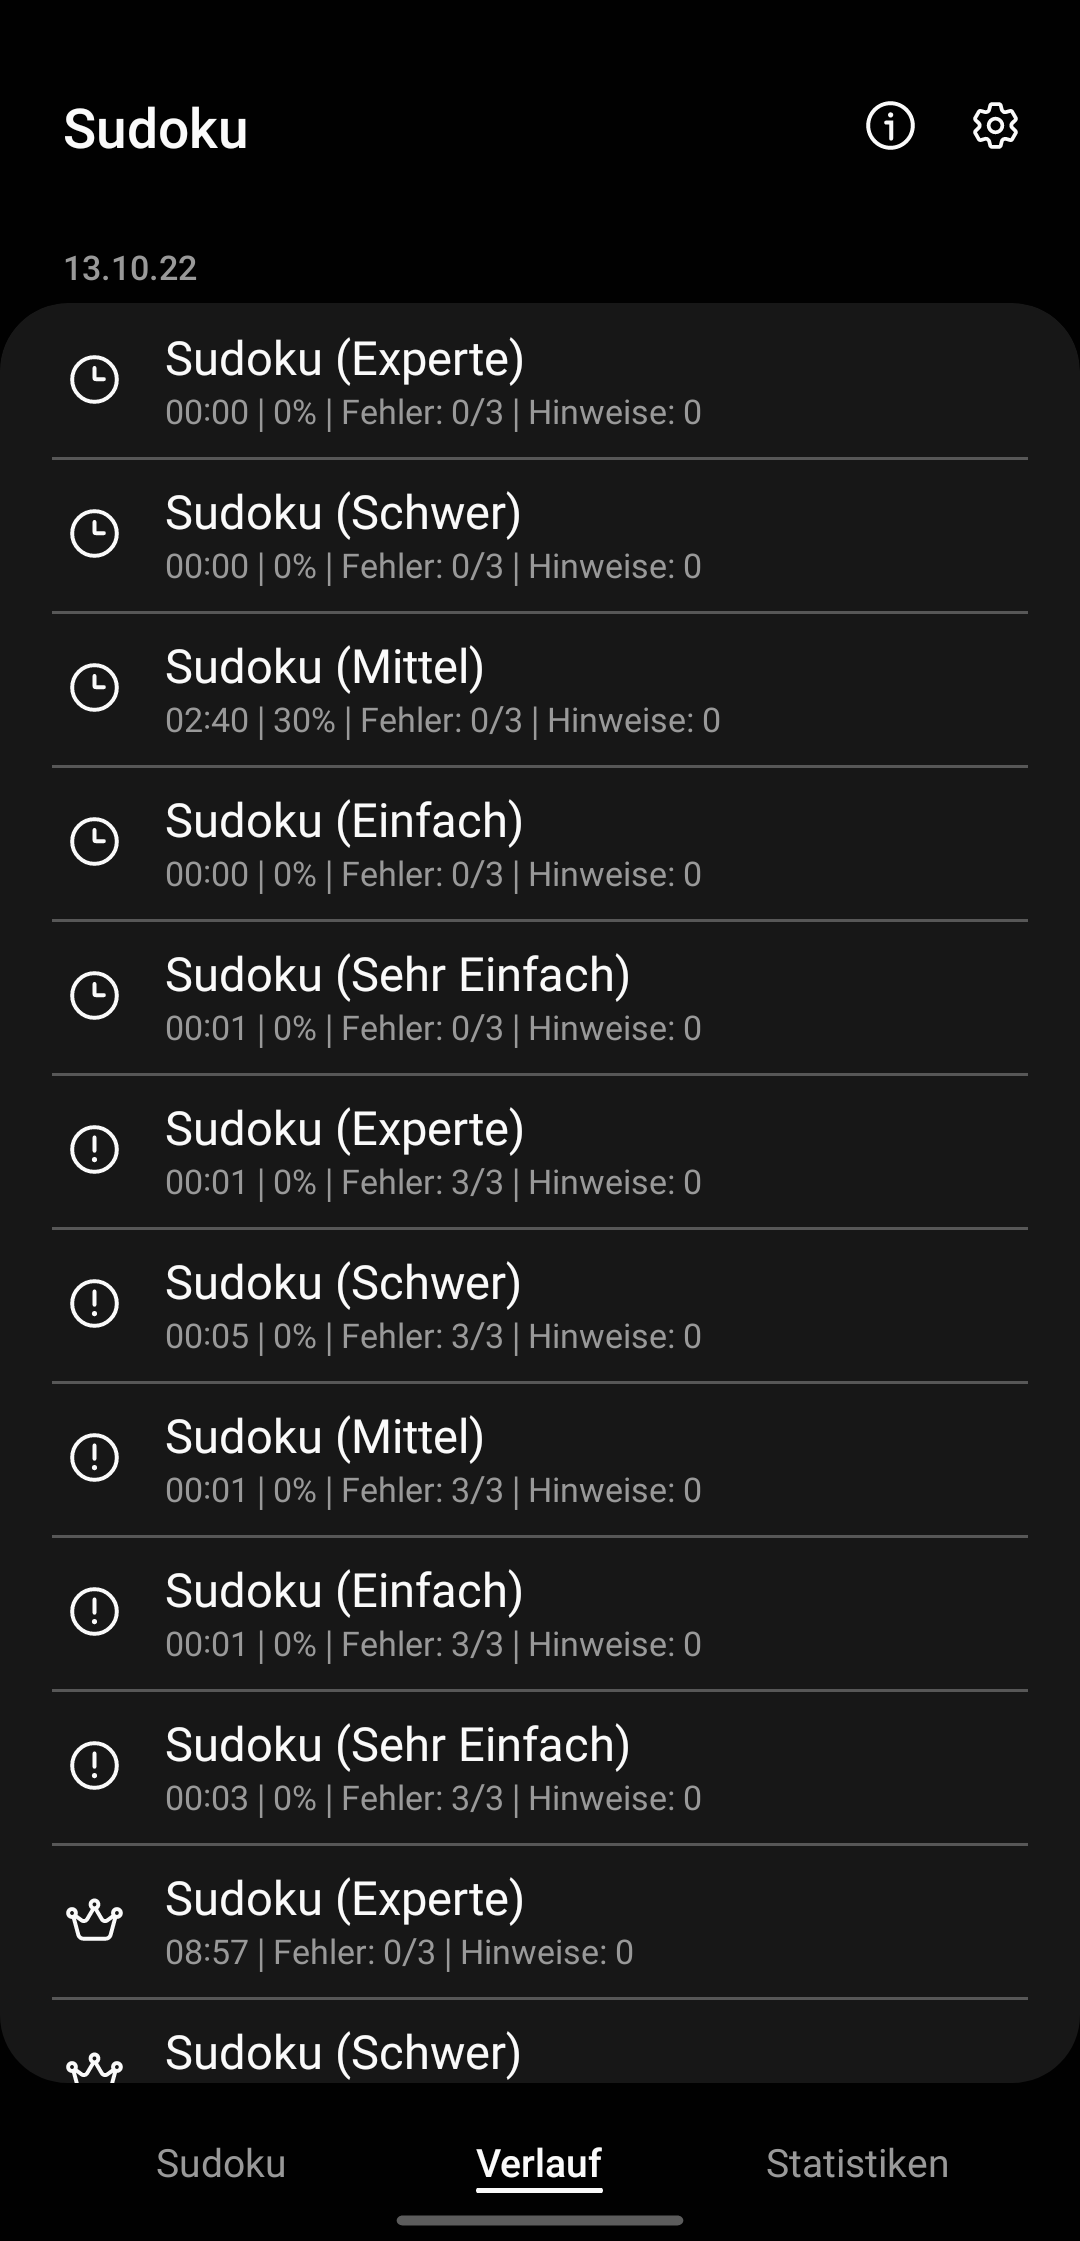 Sudoku
13.10.22
Sudoku (Experte)
00:00 | 0% | Fehler: 0/3 | Hinweise: 0
Sudoku (Schwer)
00:00 | 0% | Fehler: 0/3 | Hinweise: 0
Sudoku (Mittel)
02:40 | 30% | Fehler: 0/3 | Hinweise: 0
Sudoku (Einfach)
00:00 | 0% | Fehler: 0/3 | Hinweise: 0
Sudoku (Sehr Einfach)
00:01 | 0% | Fehler: 0/3 | Hinweise: 0
Sudoku (Experte)
00:01 | 0% | Fehler: 3/3 | Hinweise: 0
Sudoku (Schwer)
00:05 | 0% | Fehler: 3/3 | Hinweise: 0
Sudoku (Mittel)
00:01 | 0% | Fehler: 3/3 | Hinweise: 0
Sudoku (Einfach)
00:01 | 0% | Fehler: 3/3 | Hinweise: 0
Sudoku (Sehr Einfach)
00:03 | 0% | Fehler: 3/3 | Hinweise: 0
Sudoku (Experte)
08:57 | Fehler: 0/3 | Hinweise: 0
Sudoku (Schwer)
Sudoku Verlauf Statistiken